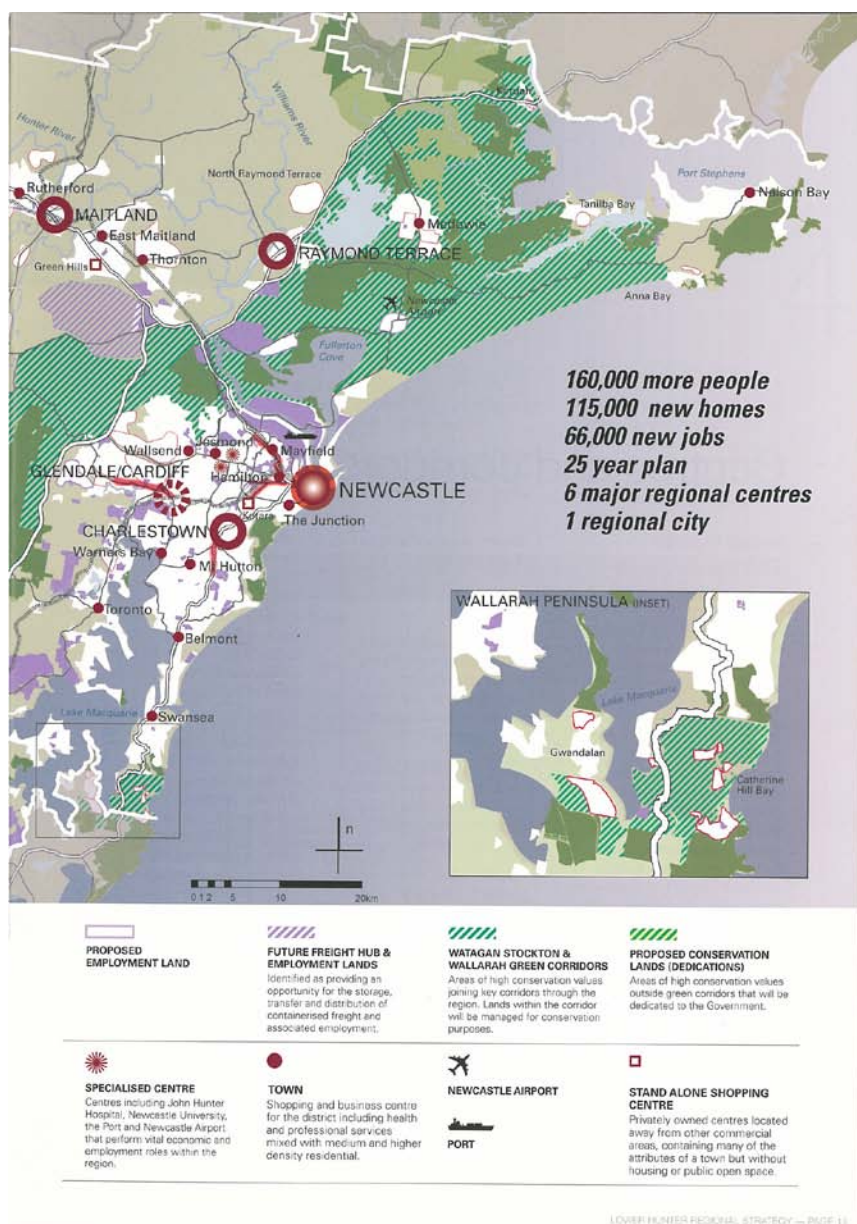 Karuah
Hunter River
Williams River
Port Stephens
North Raymond Terrace
Rutherford
Nelson Bay
Tanilba Bay
MAITLAND
Medowie
East Maitland
RAYMOND TERRACE
Green Hills
Thornton
Anna Bay
Newcastle
Airport
Fullerton
Cove
160,000 more people
115,000 new homes
66,000 new jobs
25 year plan
6 major regional centres
1 regional city
Jesmond
Wallsend
Mayfield
GLENDALE/CARDIFF
Hamilton
NEWCASTLE
Kotara
The Junction
CHARLESTOWN
Warners Bay
Mt Hutton
WALLARAH PENINSULA (INSET)
Toronto
Belmont
Lake Macquarie
Swansea
Lake Macquarie
Gwandalan
Catherine
Hill Bay
n
0 1 2 5 10 20km
PROPOSED
EMPLOYMENT LAND
FUTURE FREIGHT HUB &
EMPLOYMENT LANDS
Identified as providing an
opportunity for the storage,
transfer and distribution of
containerised freight and
associated employment.
WATAGAN STOCKTON &
WALLARAH GREEN CORRIDORS
Areas of high conservation values
joining key corridors through the
region. Lands within the corridor
will be managed for conservation
purposes.
PROPOSED CONSERVATION
LANDS (DEDICATIONS)
Areas of high conservation values
outside green corridors that will be
dedicated to the Government.
SPECIALISED CENTRE
Centres including John Hunter
Hospital, Newcastle University,
the Port and Newcastle Airport
that perform vital economic and
employment roles within the
region.
TOWN
Shopping and business centre
for the district including health
and professional services
mixed with medium and higher
density residential.
NEWCASTLE AIRPORT
PORT
STAND ALONE SHOPPING
CENTRE
Privately owned centres located
away from other commercial
areas, containing many of the
attributes of a town but without
housing or public open space.
LOWER HUNTER REGIONAL STRATEGY — PAGE